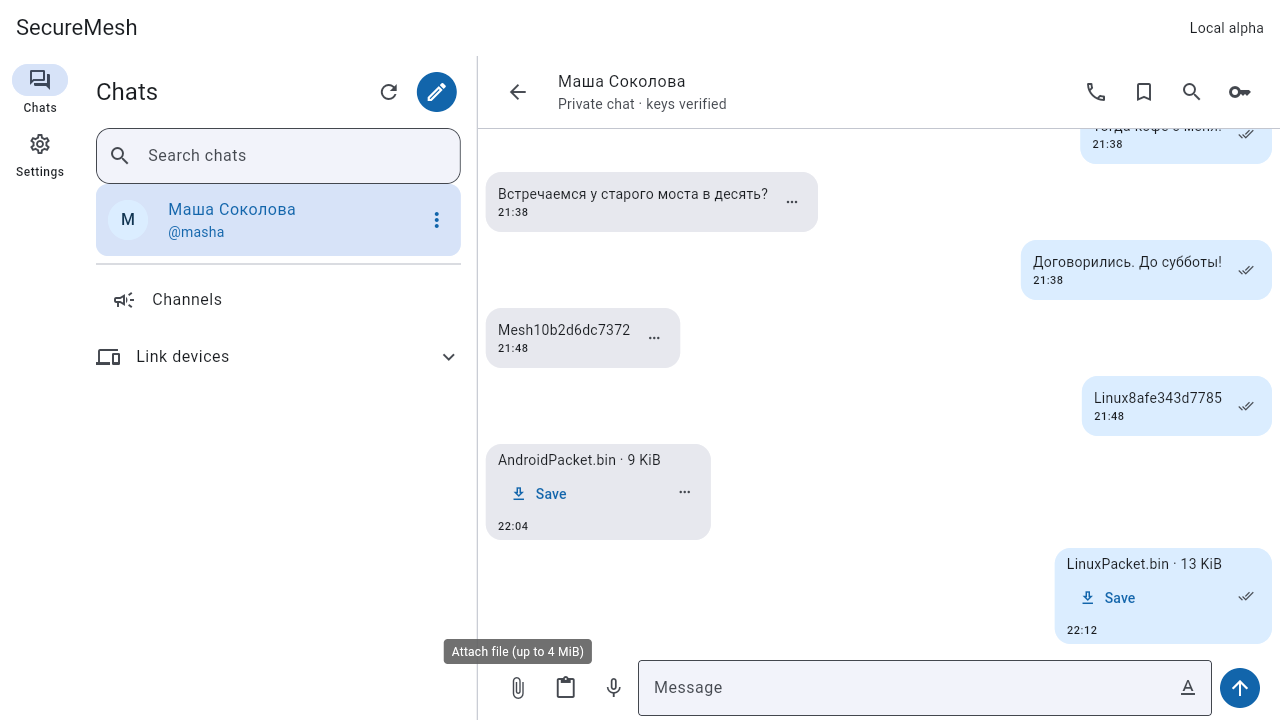 SecureMesh
Local alpha
Chats
Settings
Chats
Search chats
M
Маша Соколова
@masha
Channels
Link devices
Маша Соколова
Private chat · keys verified
21:38
Встречаемся у старого моста в десять?
21:38
Договорились. До субботы!
21:38
Mesh10b2d6dc7372
21:48
Linux8afe343d7785
21:48
AndroidPacket.bin · 9 KiB
Save
22:04
LinuxPacket.bin · 13 KiB
Save
22:12
Attach file (up to 4 MiB)
Message